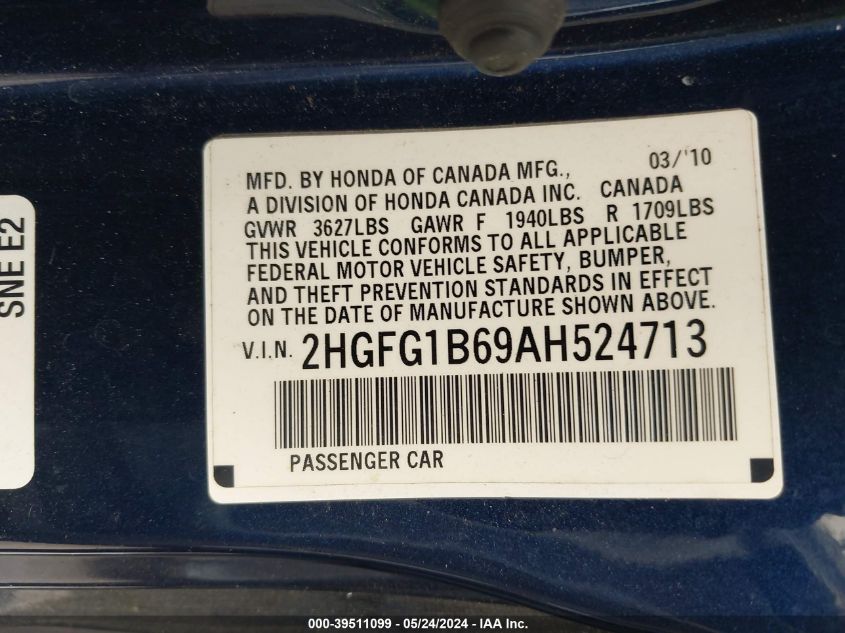 MFD. BY HONDA OF CANADA MFG., 03/'10
A DIVISION OF HONDA CANADA INC. CANADA
GVWR 3627LBS GAWR F 1940LBS R 1709LBS
THIS VEHICLE CONFORMS TO ALL APPLICABLE
FEDERAL MOTOR VEHICLE SAFETY, BUMPER,
AND THEFT PREVENTION STANDARDS IN EFFECT
ON THE DATE OF MANUFACTURE SHOWN ABOVE.
V.I.N. 2HGFG1B69AH524713
PASSENGER CAR
SNE E2
000-39511099 - 05/24/2024 - IAA Inc.